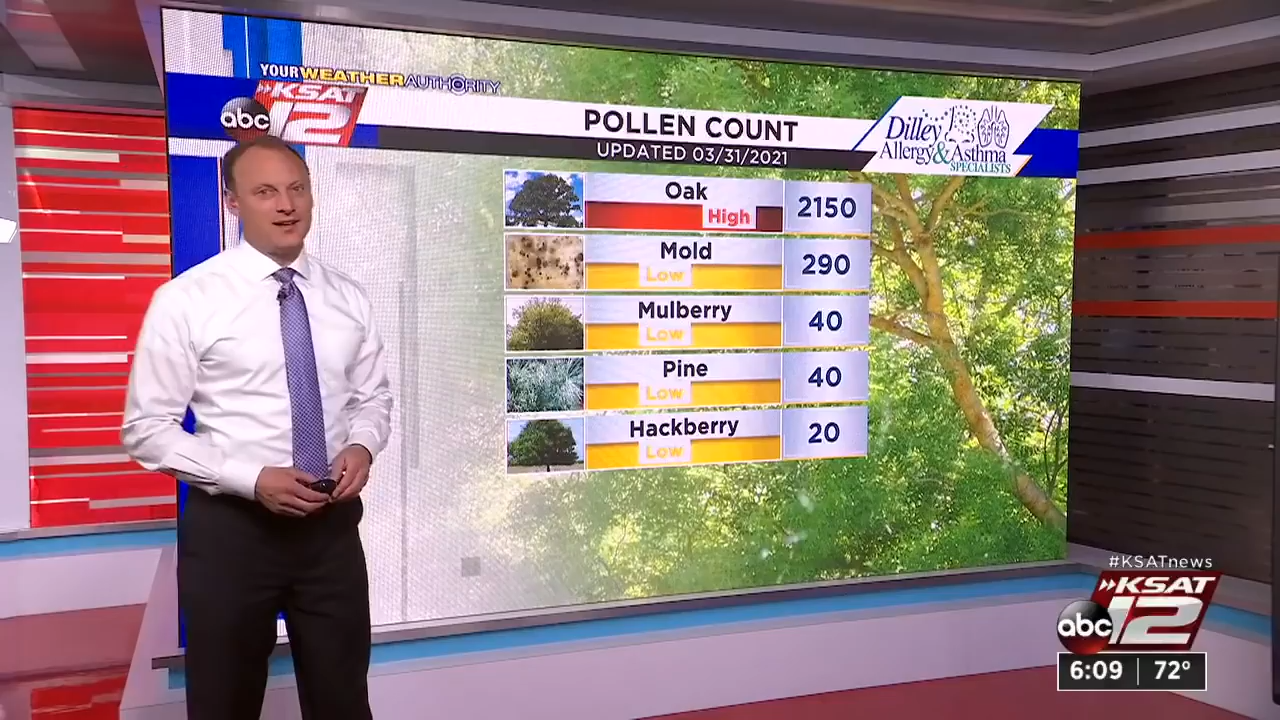 YOUR WEATHER AUTHORITY
KSAT
abc 12
POLLEN COUNT
UPDATED 03/31/2021
Dilley
Allergy & Asthma
SPECIALISTS
Oak
High
2150
Mold
Low
290
Mulberry
Low
40
Pine
Low
40
Hackberry
Low
20
#KSATnews
KSAT
abc 12
6:09 72°